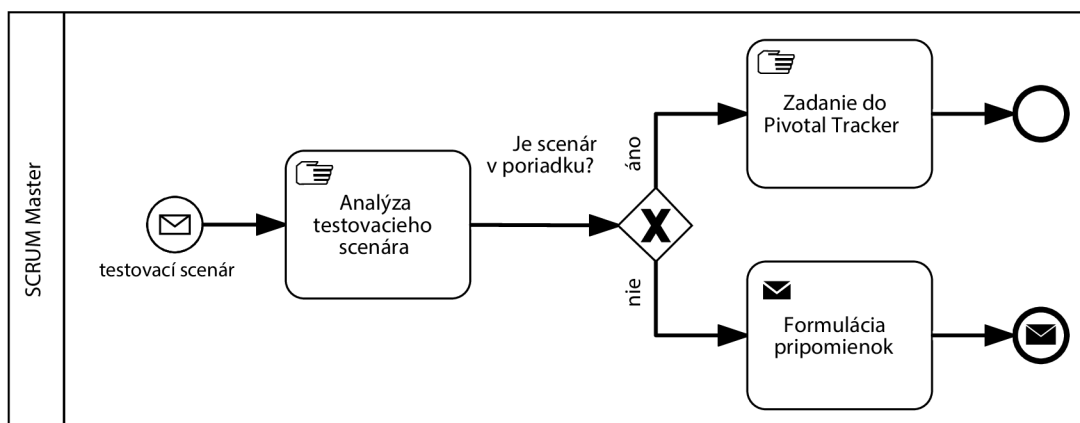 SCRUM Master
testovací scenár
Analýza
testovacieho
scenára
Je scenár
v poriadku?
áno
nie
Zadanie do
Pivotal Tracker
Formulácia
pripomienok